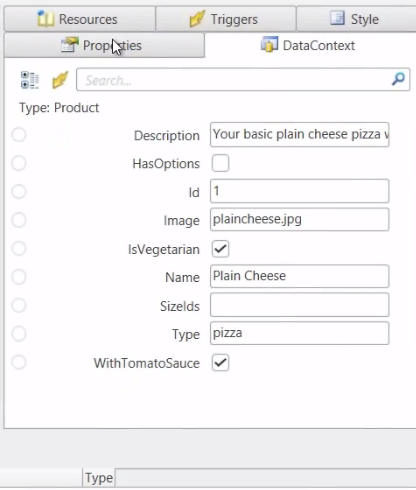 Resources Triggers Style
Properties DataContext
Search...
Type: Product
Description Your basic plain cheese pizza w
HasOptions
Id 1
Image plaincheese.jpg
IsVegetarian
Name Plain Cheese
SizeIds
Type pizza
WithTomatoSauce
Type